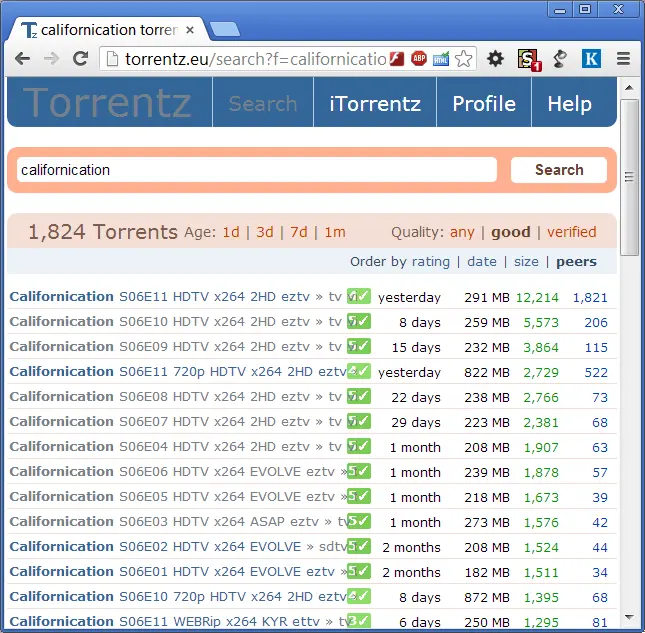 californication torrer
torrentz.eu/search?f=californicatio
Torrentz Search iTorrentz Profile Help
californication Search
1,824 Torrents Age: 1d | 3d | 7d | 1m Quality: any | good | verified
Order by rating | date | size | peers
Californication S06E11 HDTV x264 2HD eztv » tv yesterday 291 MB 12,214 1,821
Californication S06E10 HDTV x264 2HD eztv » tv 8 days 259 MB 5,573 206
Californication S06E09 HDTV x264 2HD eztv » tv 15 days 232 MB 3,864 115
Californication S06E11 720p HDTV x264 2HD eztv yesterday 822 MB 2,729 522
Californication S06E08 HDTV x264 2HD eztv » tv 22 days 238 MB 2,766 73
Californication S06E07 HDTV x264 2HD eztv » tv 29 days 223 MB 2,381 68
Californication S06E04 HDTV x264 2HD eztv » tv 1 month 208 MB 1,907 63
Californication S06E06 HDTV x264 EVOLVE eztv » 1 month 239 MB 1,878 57
Californication S06E05 HDTV x264 EVOLVE eztv » 1 month 218 MB 1,673 39
Californication S06E03 HDTV x264 ASAP eztv » tv 1 month 273 MB 1,576 42
Californication S06E02 HDTV x264 EVOLVE » sdtv 2 months 208 MB 1,524 44
Californication S06E01 HDTV x264 EVOLVE eztv » 2 months 182 MB 1,511 34
Californication S06E10 720p HDTV x264 2HD eztv 8 days 872 MB 1,395 68
Californication S06E11 WEBRip x264 KYR ettv » tv 6 days 250 MB 1,295 81